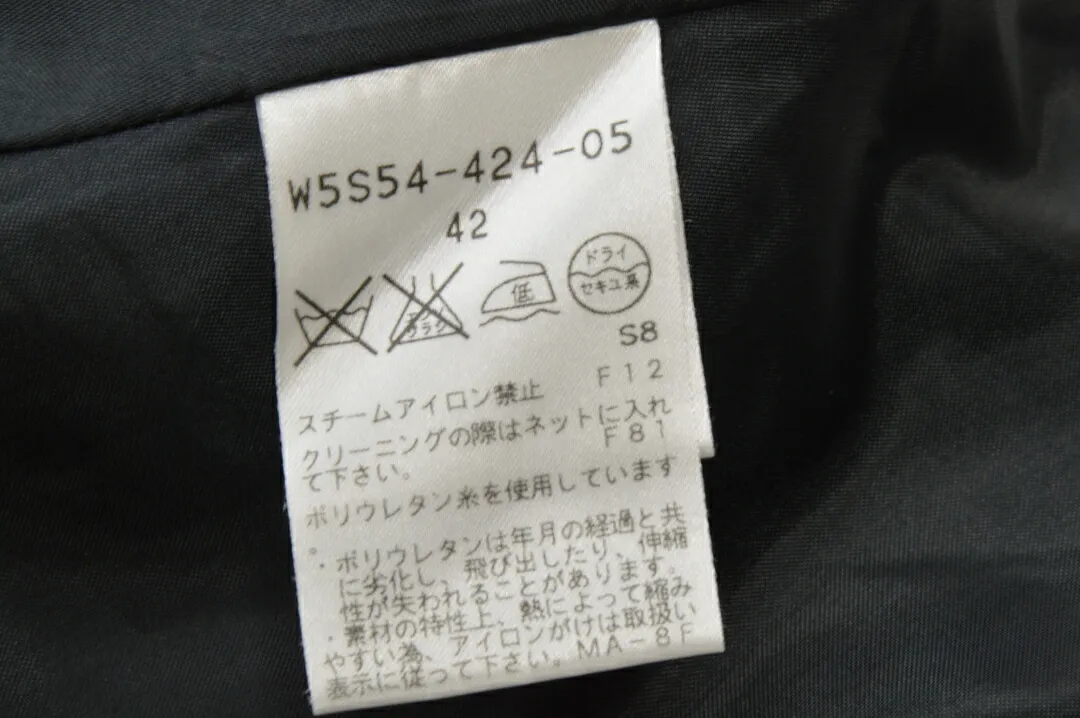 W5S54-424-05
42
低
ドライ
セキユ系
S8
F12
スチームアイロン禁止
クリーニングの際はネットに入れ
F81
て下さい。
ポリウレタン糸を使用しています
。
・ポリウレタンは年月の経過と共
に劣化し、飛び出したり、伸縮
性が失われることがあります。
・素材の特性上、熱によって縮み
やすい為、アイロンがけは取扱い
表示に従って下さい。MA-8F